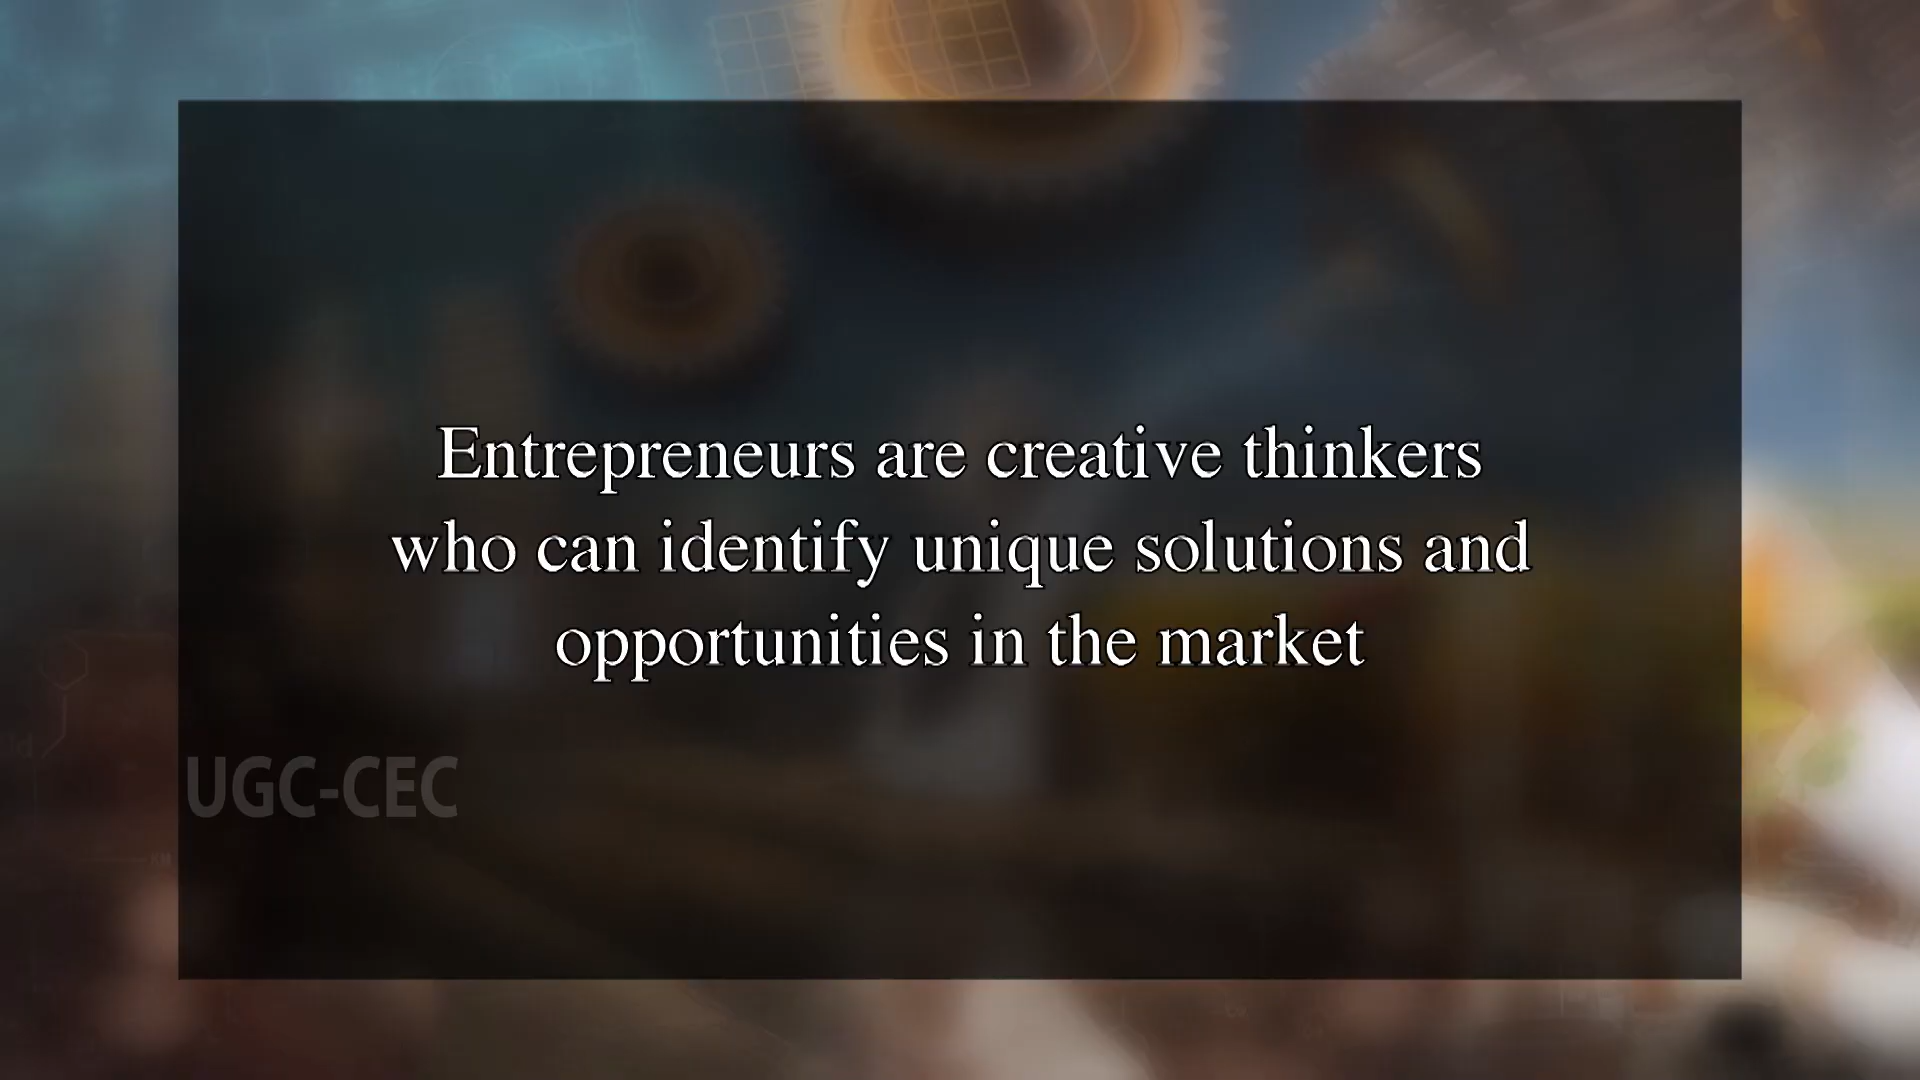 Entrepreneurs are creative thinkers
who can identify unique solutions and
opportunities in the market
UGC-CEC